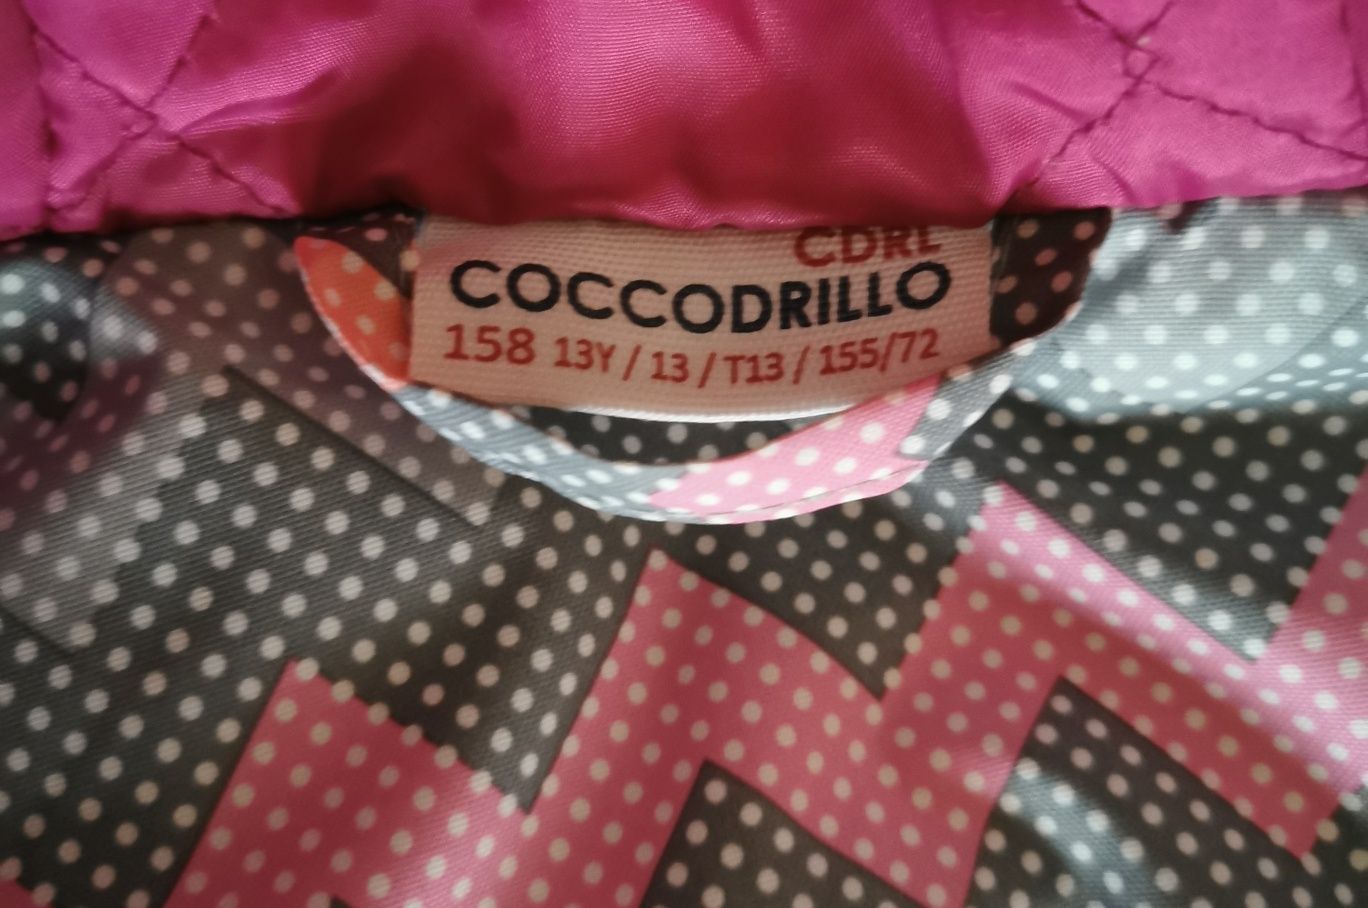 CDRL
COCCODRILLO
158 13Y / 13 / T13 / 155/72